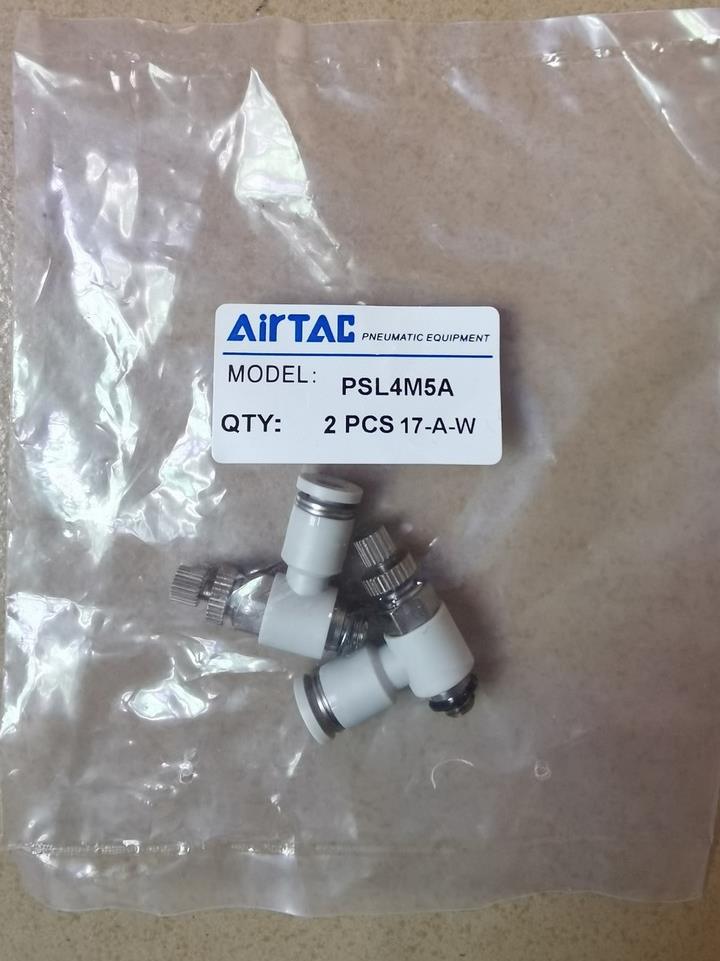 AirTAC PNEUMATIC EQUIPMENT
MODEL: PSL4M5A
QTY: 2 PCS 17-A-W